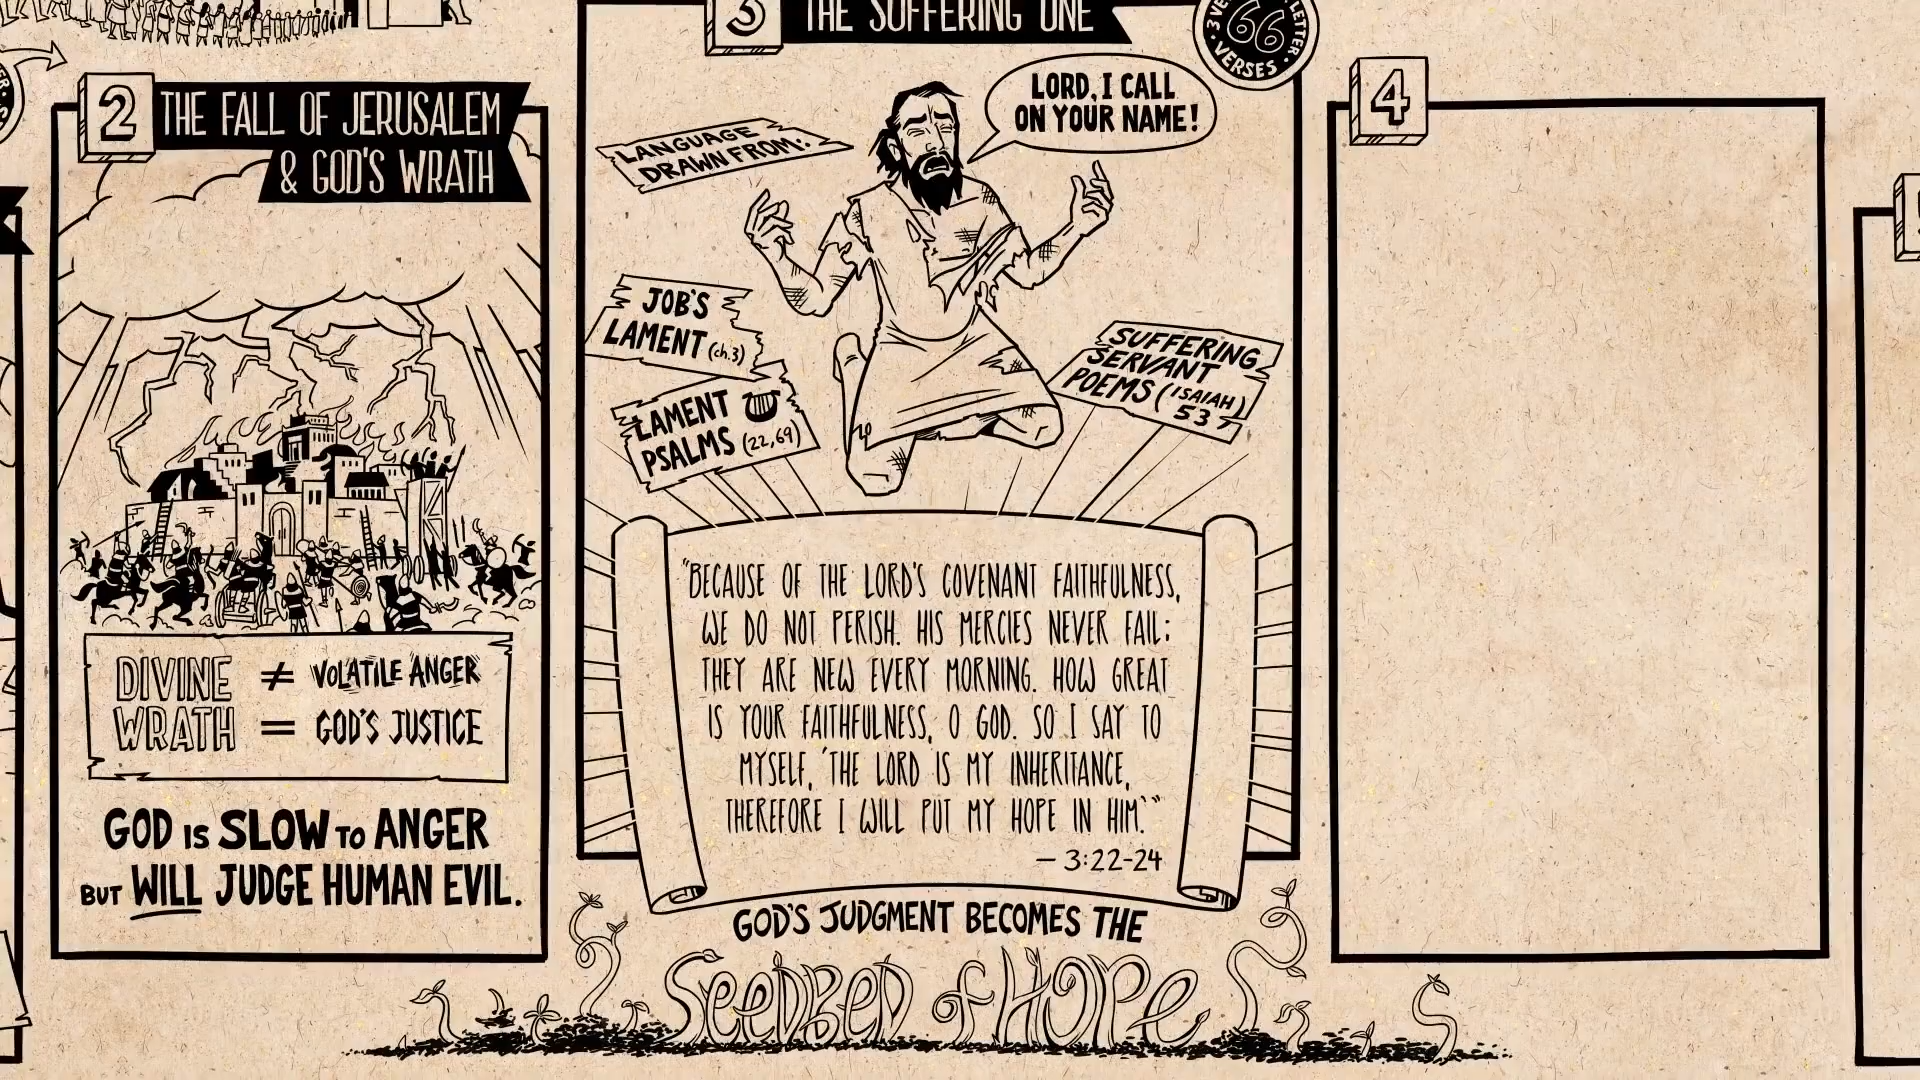 2
THE FALL OF JERUSALEM
& GOD'S WRATH
DIVINE WRATH ≠ VOLATILE ANGER
= GOD'S JUSTICE
GOD IS SLOW TO ANGER
BUT WILL JUDGE HUMAN EVIL.
3
THE SUFFERING ONE
LETTER
66
VERSES
LORD, I CALL
ON YOUR NAME!
LANGUAGE
DRAWN FROM:
JOB'S
LAMENT (ch.3)
LAMENT
PSALMS (22,69)
SUFFERING
SERVANT
POEMS (ISAIAH
53)
"BECAUSE OF THE LORD'S COVENANT FAITHFULNESS,
WE DO NOT PERISH. HIS MERCIES NEVER FAIL:
THEY ARE NEW EVERY MORNING. HOW GREAT
IS YOUR FAITHFULNESS, O GOD. SO I SAY TO
MYSELF, 'THE LORD IS MY INHERITANCE,
THEREFORE I WILL PUT MY HOPE IN HIM.'"
— 3:22-24
GOD'S JUDGMENT BECOMES THE
SEEDBED of HOPE
4